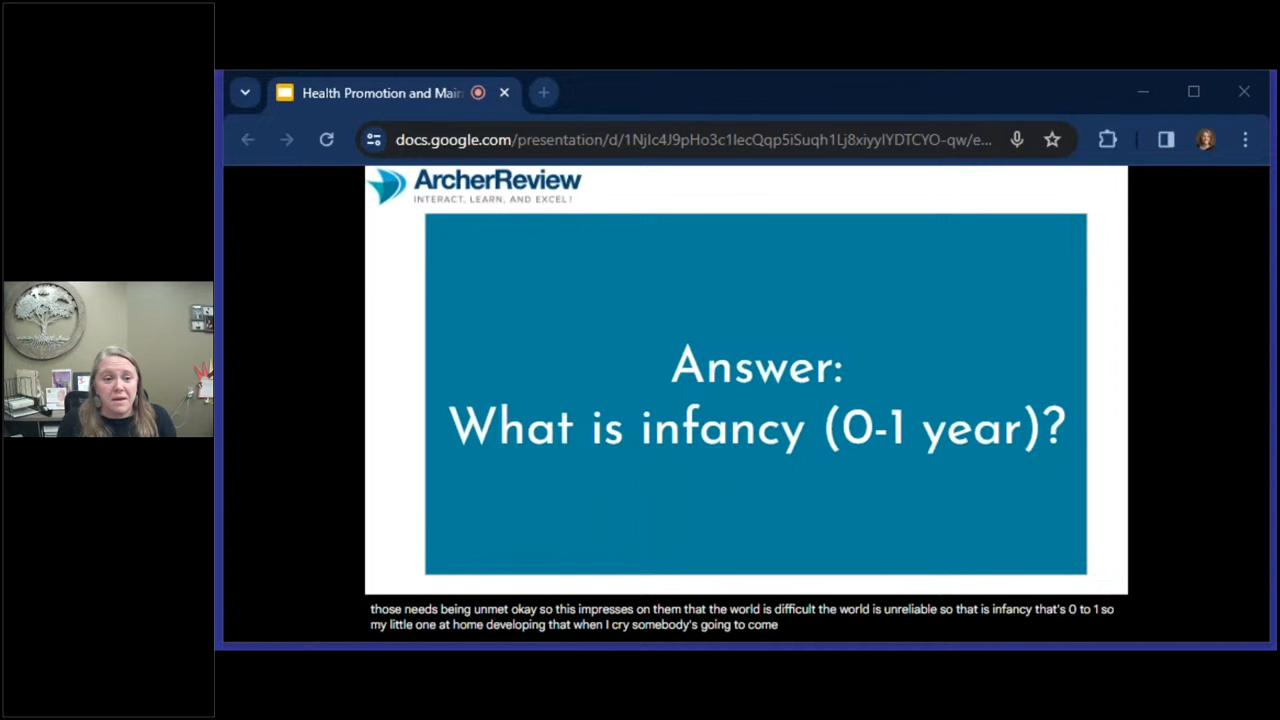 Health Promotion and Main
docs.google.com/presentation/d/1NjIc4J9pHo3c1IecQqp5iSuqh1Lj8xiyyIYDTCYO-qw/e...
ArcherReview
INTERACT, LEARN, AND EXCEL!
Answer:
What is infancy (0-1 year)?
those needs being unmet okay so this impresses on them that the world is difficult the world is unreliable so that is infancy that's 0 to 1 so
my little one at home developing that when I cry somebody's going to come